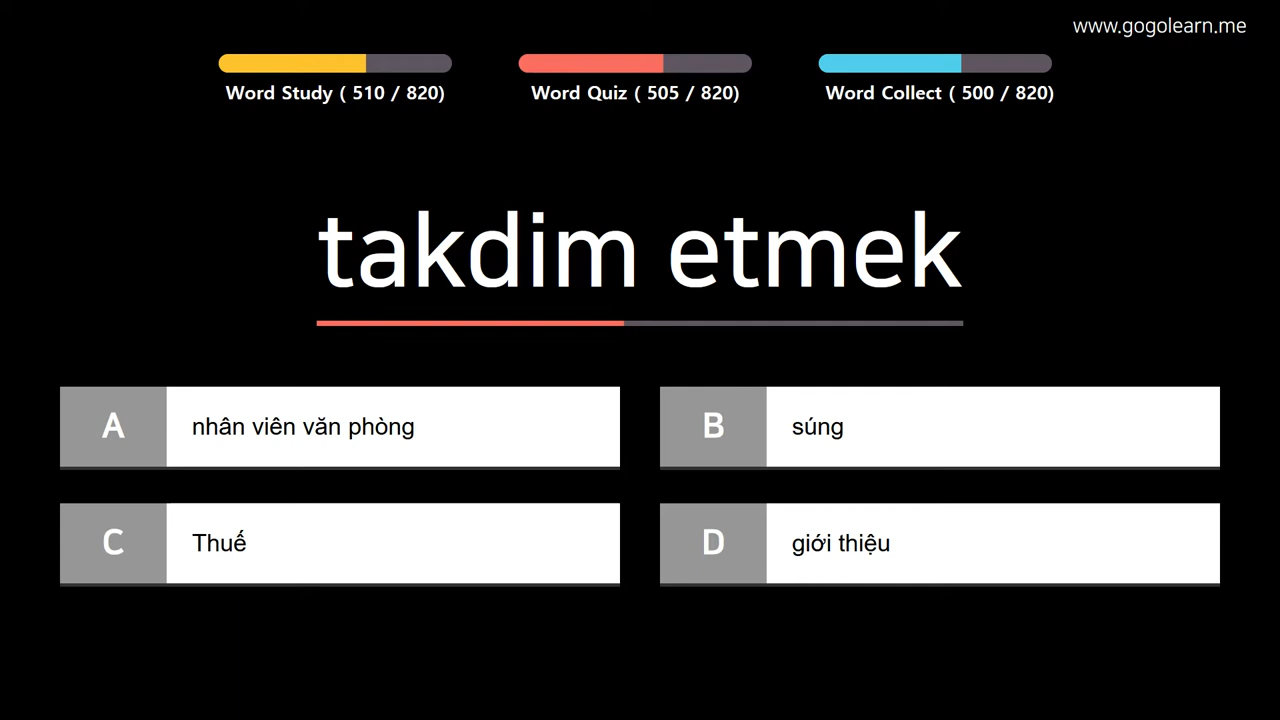 www.gogolearn.me
Word Study ( 510 / 820)
Word Quiz ( 505 / 820)
Word Collect ( 500 / 820)
takdim etmek
A
nhân viên văn phòng
B
súng
C
Thuế
D
giới thiệu